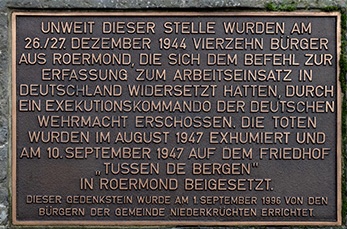 UNWEIT DIESER STELLE WURDEN AM
26./27. DEZEMBER 1944 VIERZEHN BÜRGER
AUS ROERMOND, DIE SICH DEM BEFEHL ZUR
ERFASSUNG ZUM ARBEITSEINSATZ IN
DEUTSCHLAND WIDERSETZT HATTEN, DURCH
EIN EXEKUTIONSKOMMANDO DER DEUTSCHEN
WEHRMACHT ERSCHOSSEN. DIE TOTEN
WURDEN IM AUGUST 1947 EXHUMIERT UND
AM 10. SEPTEMBER 1947 AUF DEM FRIEDHOF
„TUSSEN DE BERGEN"
IN ROERMOND BEIGESETZT.
DIESER GEDENKSTEIN WURDE AM 1. SEPTEMBER 1996 VON DEN
BÜRGERN DER GEMEINDE NIEDERKRÜCHTEN ERRICHTET.